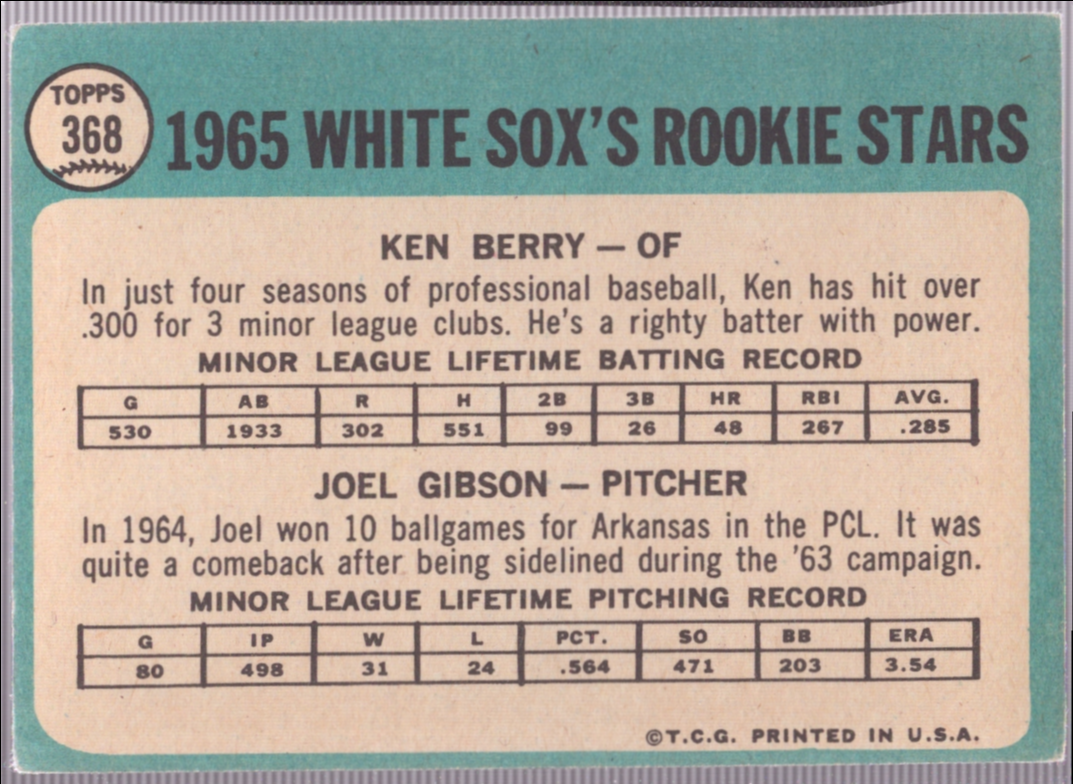 TOPPS
368
1965 WHITE SOX'S ROOKIE STARS
KEN BERRY — OF
In just four seasons of professional baseball, Ken has hit over
.300 for 3 minor league clubs. He's a righty batter with power.
MINOR LEAGUE LIFETIME BATTING RECORD
G AB R H 2B 3B HR RBI AVG.
530 1933 302 551 99 26 48 267 .285
JOEL GIBSON — PITCHER
In 1964, Joel won 10 ballgames for Arkansas in the PCL. It was
quite a comeback after being sidelined during the '63 campaign.
MINOR LEAGUE LIFETIME PITCHING RECORD
G IP W L PCT. SO BB ERA
80 498 31 24 .564 471 203 3.54
©T.C.G. PRINTED IN U.S.A.